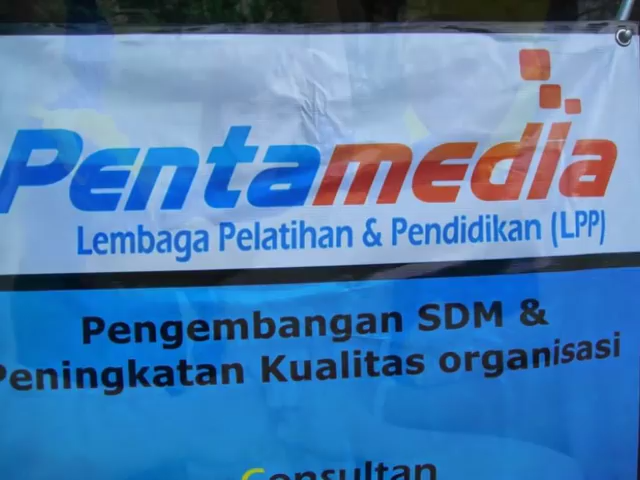 Pentamedia
Lembaga Pelatihan & Pendidikan (LPP)
Pengembangan SDM &
Peningkatan Kualitas organisasi
Consultan